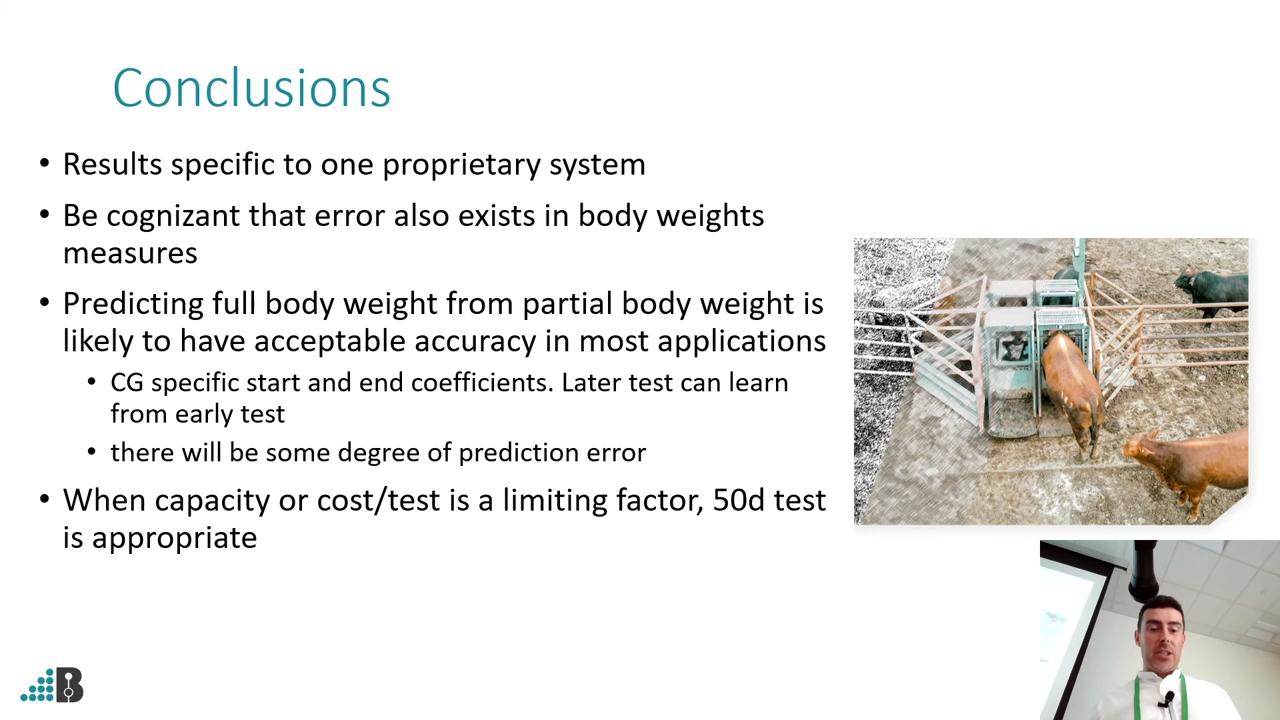 Conclusions
• Results specific to one proprietary system
• Be cognizant that error also exists in body weights
measures
• Predicting full body weight from partial body weight is
likely to have acceptable accuracy in most applications
• CG specific start and end coefficients. Later test can learn
from early test
• there will be some degree of prediction error
• When capacity or cost/test is a limiting factor, 50d test
is appropriate
B